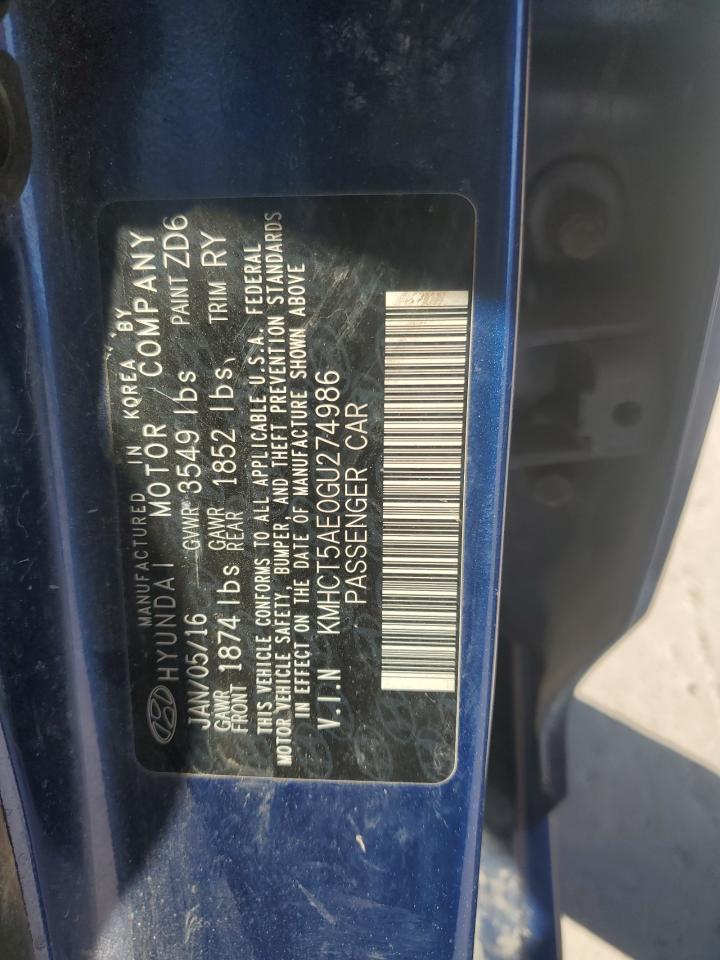 MANUFACTURED IN KOREA BY
HYUNDAI MOTOR COMPANY
JAN/05/16 GVWR 3549 lbs PAINT ZD6
GAWR FRONT 1874 lbs GAWR REAR 1852 lbs, TRIM RY
THIS VEHICLE CONFORMS TO ALL APPLICABLE U.S.A. FEDERAL
MOTOR VEHICLE SAFETY, BUMPER, AND THEFT PREVENTION STANDARDS
IN EFFECT ON THE DATE OF MANUFACTURE SHOWN ABOVE
V.I.N KMHCT5AE0GU274986
PASSENGER CAR